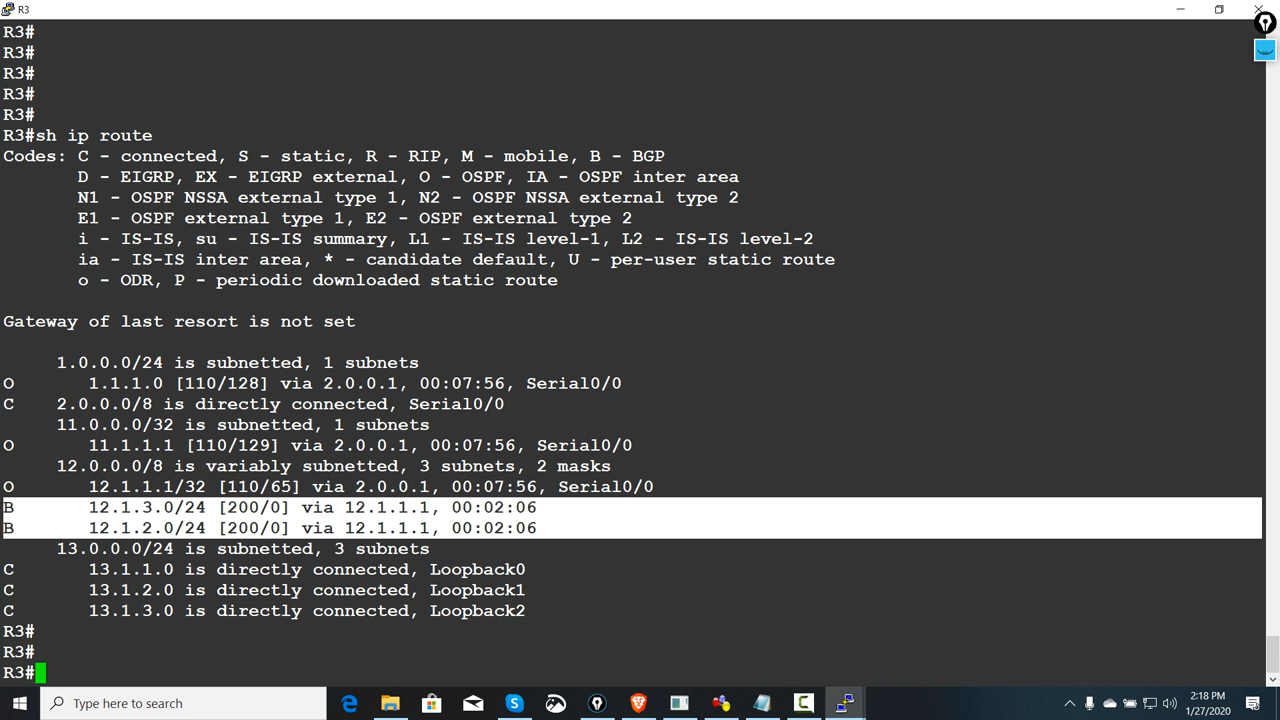 R3
R3#
R3#
R3#
R3#
R3#
R3#sh ip route
Codes: C - connected, S - static, R - RIP, M - mobile, B - BGP
D - EIGRP, EX - EIGRP external, O - OSPF, IA - OSPF inter area
N1 - OSPF NSSA external type 1, N2 - OSPF NSSA external type 2
E1 - OSPF external type 1, E2 - OSPF external type 2
i - IS-IS, su - IS-IS summary, L1 - IS-IS level-1, L2 - IS-IS level-2
ia - IS-IS inter area, * - candidate default, U - per-user static route
o - ODR, P - periodic downloaded static route
Gateway of last resort is not set
1.0.0.0/24 is subnetted, 1 subnets
O 1.1.1.0 [110/128] via 2.0.0.1, 00:07:56, Serial0/0
C 2.0.0.0/8 is directly connected, Serial0/0
11.0.0.0/32 is subnetted, 1 subnets
O 11.1.1.1 [110/129] via 2.0.0.1, 00:07:56, Serial0/0
12.0.0.0/8 is variably subnetted, 3 subnets, 2 masks
O 12.1.1.1/32 [110/65] via 2.0.0.1, 00:07:56, Serial0/0
B 12.1.3.0/24 [200/0] via 12.1.1.1, 00:02:06
B 12.1.2.0/24 [200/0] via 12.1.1.1, 00:02:06
13.0.0.0/24 is subnetted, 3 subnets
C 13.1.1.0 is directly connected, Loopback0
C 13.1.2.0 is directly connected, Loopback1
C 13.1.3.0 is directly connected, Loopback2
R3#
R3#
R3#
Type here to search
2:18 PM
1/27/2020